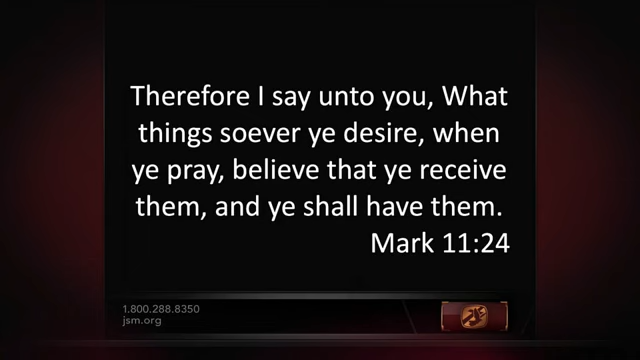 Therefore I say unto you, What
things soever ye desire, when
ye pray, believe that ye receive
them, and ye shall have them.
Mark 11:24
1.800.288.8350
jsm.org